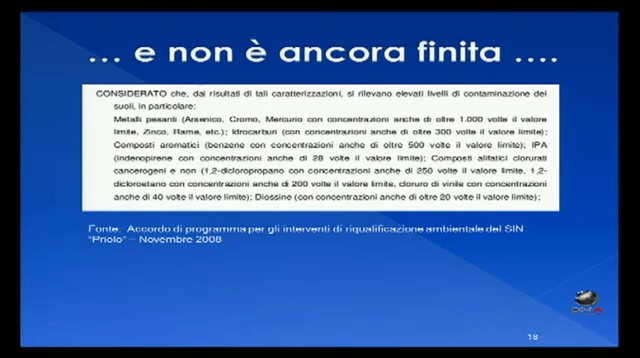 ... e non è ancora finita ....
CONSIDERATO che, dai risultati di tali caratterizzazioni, si rilevano elevati livelli di contaminazione dei
suoli, in particolare:
Metalli pesanti (Arsenico, Cromo, Mercurio con concentrazioni anche di oltre 1.000 volte il valore
limite, Zinco, Rame, etc.); Idrocarburi (con concentrazioni anche di oltre 300 volte il valore limite);
Composti aromatici (benzene con concentrazioni anche di oltre 500 volte il valore limite); IPA
(indenopirene con concentrazioni anche di 28 volte il valore limite); Composti alifatici clorurati
cancerogeni e non (1,2-dicloropropano con concentrazioni anche di 250 volte il valore limite, 1,2-
dicloroetano con concentrazioni anche di 200 volte il valore limite, cloruro di vinile con concentrazioni
anche di 40 volte il valore limite); Diossine (con concentrazioni anche di oltre 20 volte il valore limite);
Fonte: Accordo di programma per gli interventi di riqualificazione ambientale del SIN
"Priolo" – Novembre 2008
18